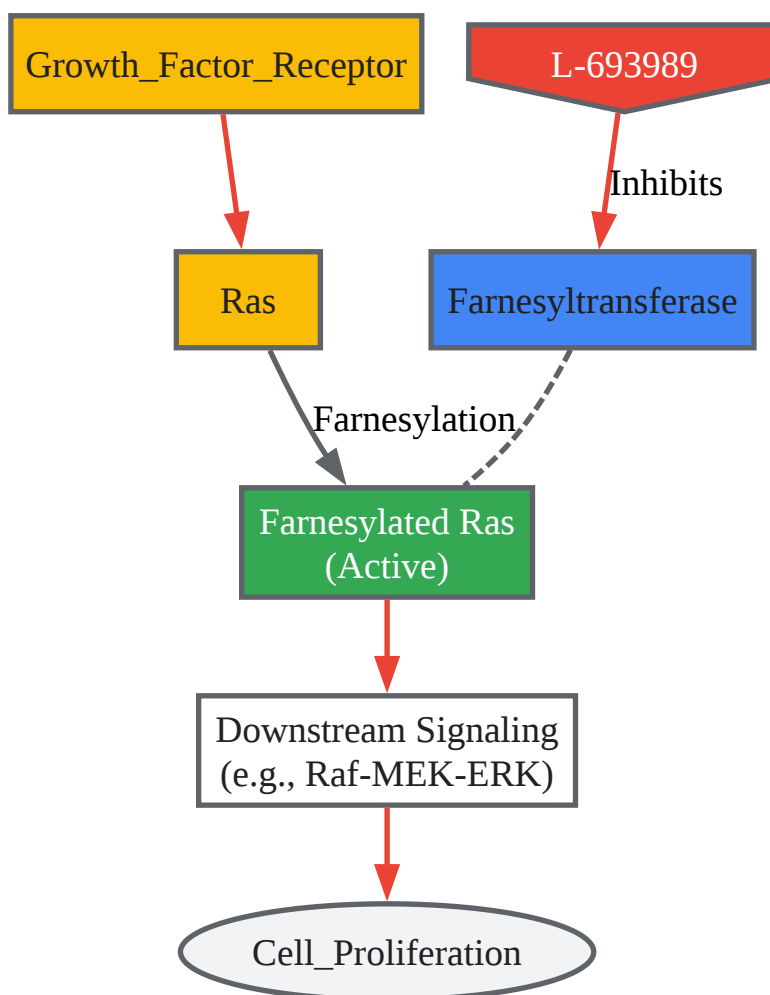 Growth_Factor_Receptor
L-693989
Inhibits
Ras
Farnesyltransferase
Farnesylation
Farnesylated Ras
(Active)
Downstream Signaling
(e.g., Raf-MEK-ERK)
Cell_Proliferation